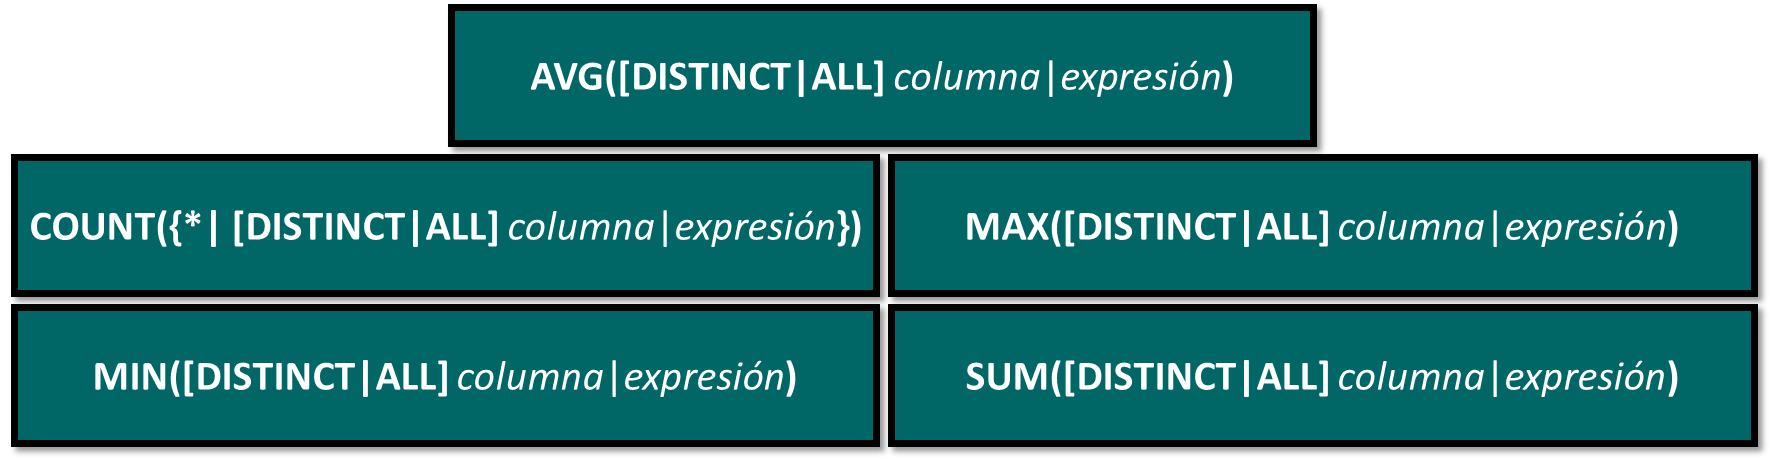 AVG([DISTINCT|ALL] columna|expresión)
COUNT({*| [DISTINCT|ALL] columna|expresión})
MAX([DISTINCT|ALL] columna|expresión)
MIN([DISTINCT|ALL] columna|expresión)
SUM([DISTINCT|ALL] columna|expresión)